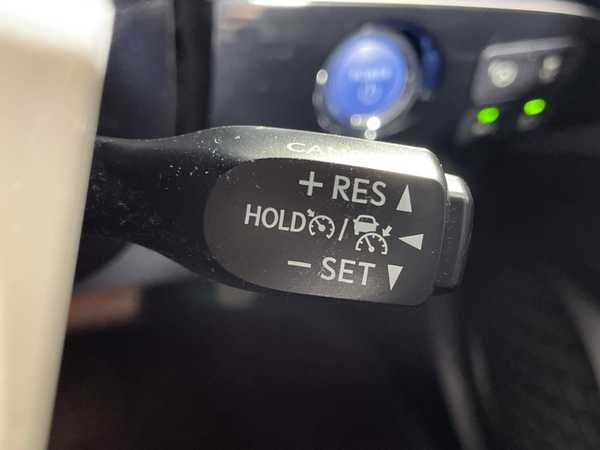 + RES ▲
HOLD / ◄
− SET ▼